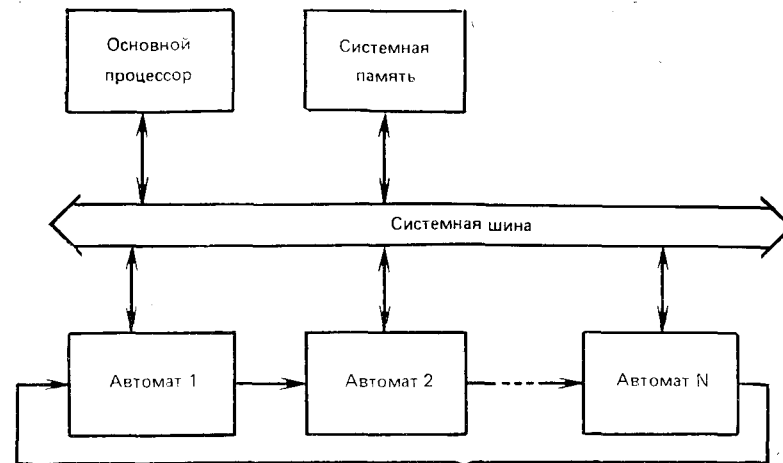 Основной
процессор
Системная
память
Системная шина
Автомат 1
Автомат 2
Автомат N